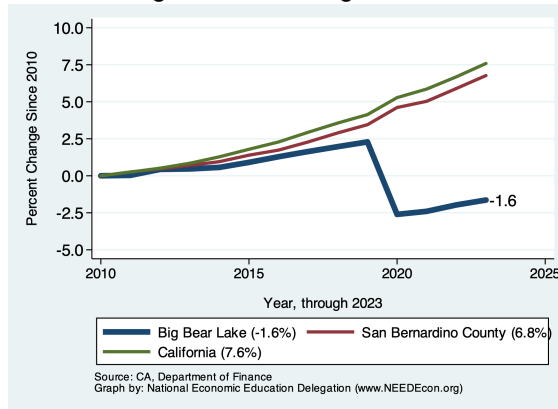 10.0
7.5
5.0
2.5
0.0
-2.5
-5.0
Percent Change Since 2010
-1.6
2010 2015 2020 2025
Year, through 2023
Big Bear Lake (-1.6%) San Bernardino County (6.8%)
California (7.6%)
Source: CA, Department of Finance
Graph by: National Economic Education Delegation (www.NEEDEcon.org)